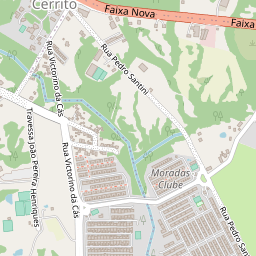 Cerrito
Faixa Nova
Faixa
Rua Victorino da Cás
Rua Pedro Santini
Travessa João Pereira Henriques
Rua Victorino da Cás
Moradas
Clube
Rua Pedro Santini